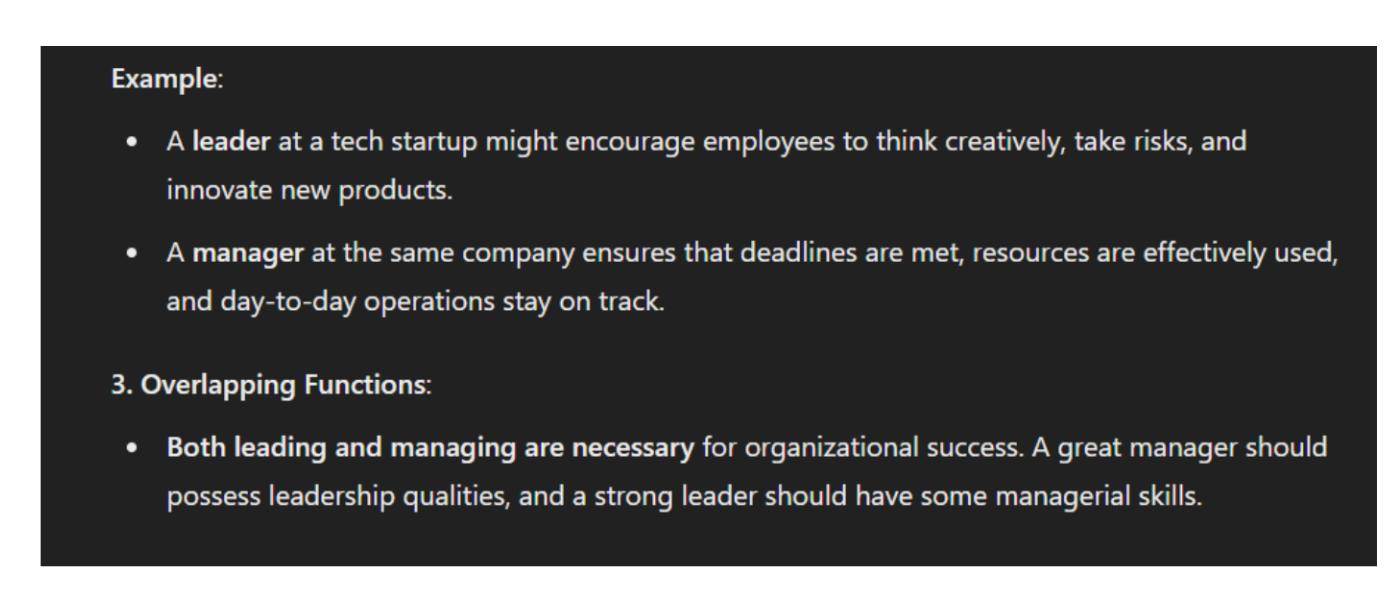 Example:
• A leader at a tech startup might encourage employees to think creatively, take risks, and
innovate new products.
• A manager at the same company ensures that deadlines are met, resources are effectively used,
and day-to-day operations stay on track.
3. Overlapping Functions:
• Both leading and managing are necessary for organizational success. A great manager should
possess leadership qualities, and a strong leader should have some managerial skills.